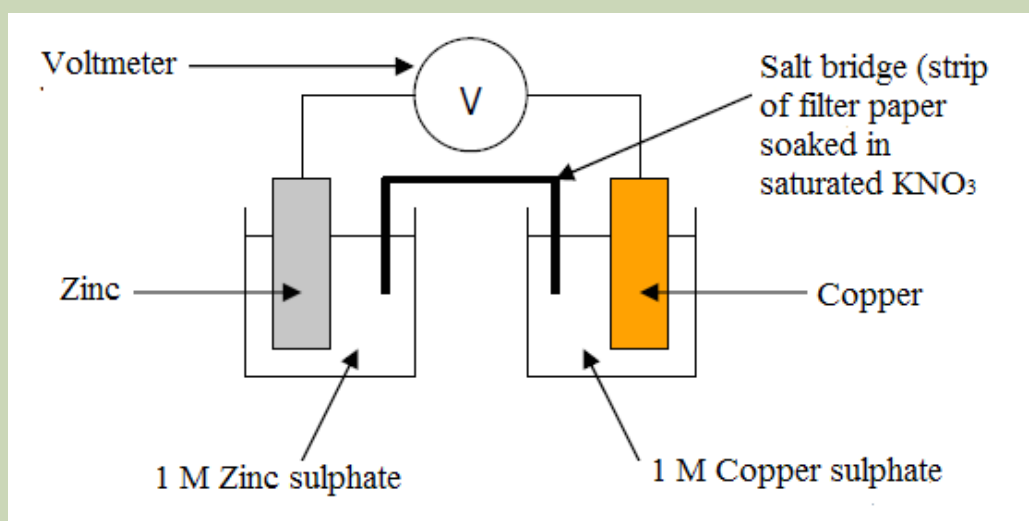 Voltmeter
V
Salt bridge (strip
of filter paper
soaked in
saturated KNO₃
Zinc
Copper
1 M Zinc sulphate
1 M Copper sulphate